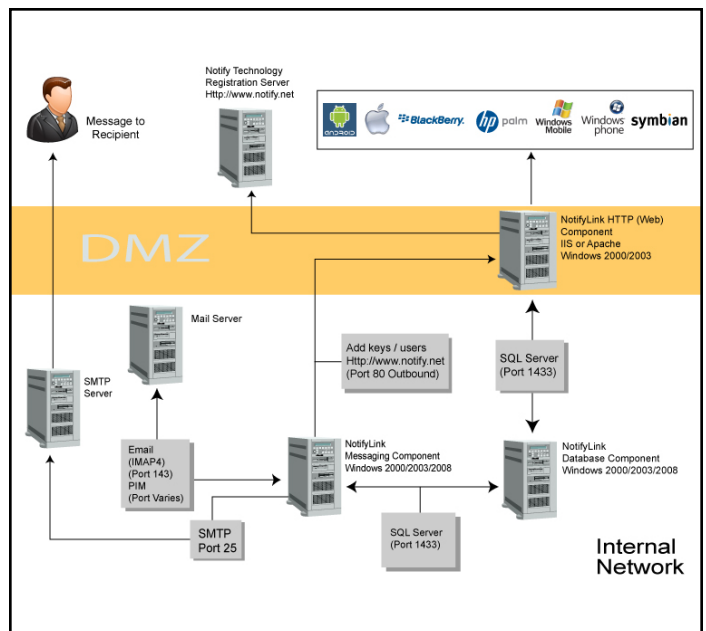 Notify Technology
Registration Server
Http://www.notify.net
Message to
Recipient
ANDROID
BlackBerry.
hp palm
Windows
Mobile
Windows
phone
symbian
DMZ
NotifyLink HTTP (Web)
Component
IIS or Apache
Windows 2000/2003
Mail Server
SMTP
Server
Add keys / users
Http://www.notify.net
(Port 80 Outbound)
SQL Server
(Port 1433)
Email
(IMAP4)
(Port 143)
PIM
(Port Varies)
NotifyLink
Messaging Component
Windows 2000/2003/2008
NotifyLink
Database Component
Windows 2000/2003/2008
SMTP
Port 25
SQL Server
(Port 1433)
Internal
Network